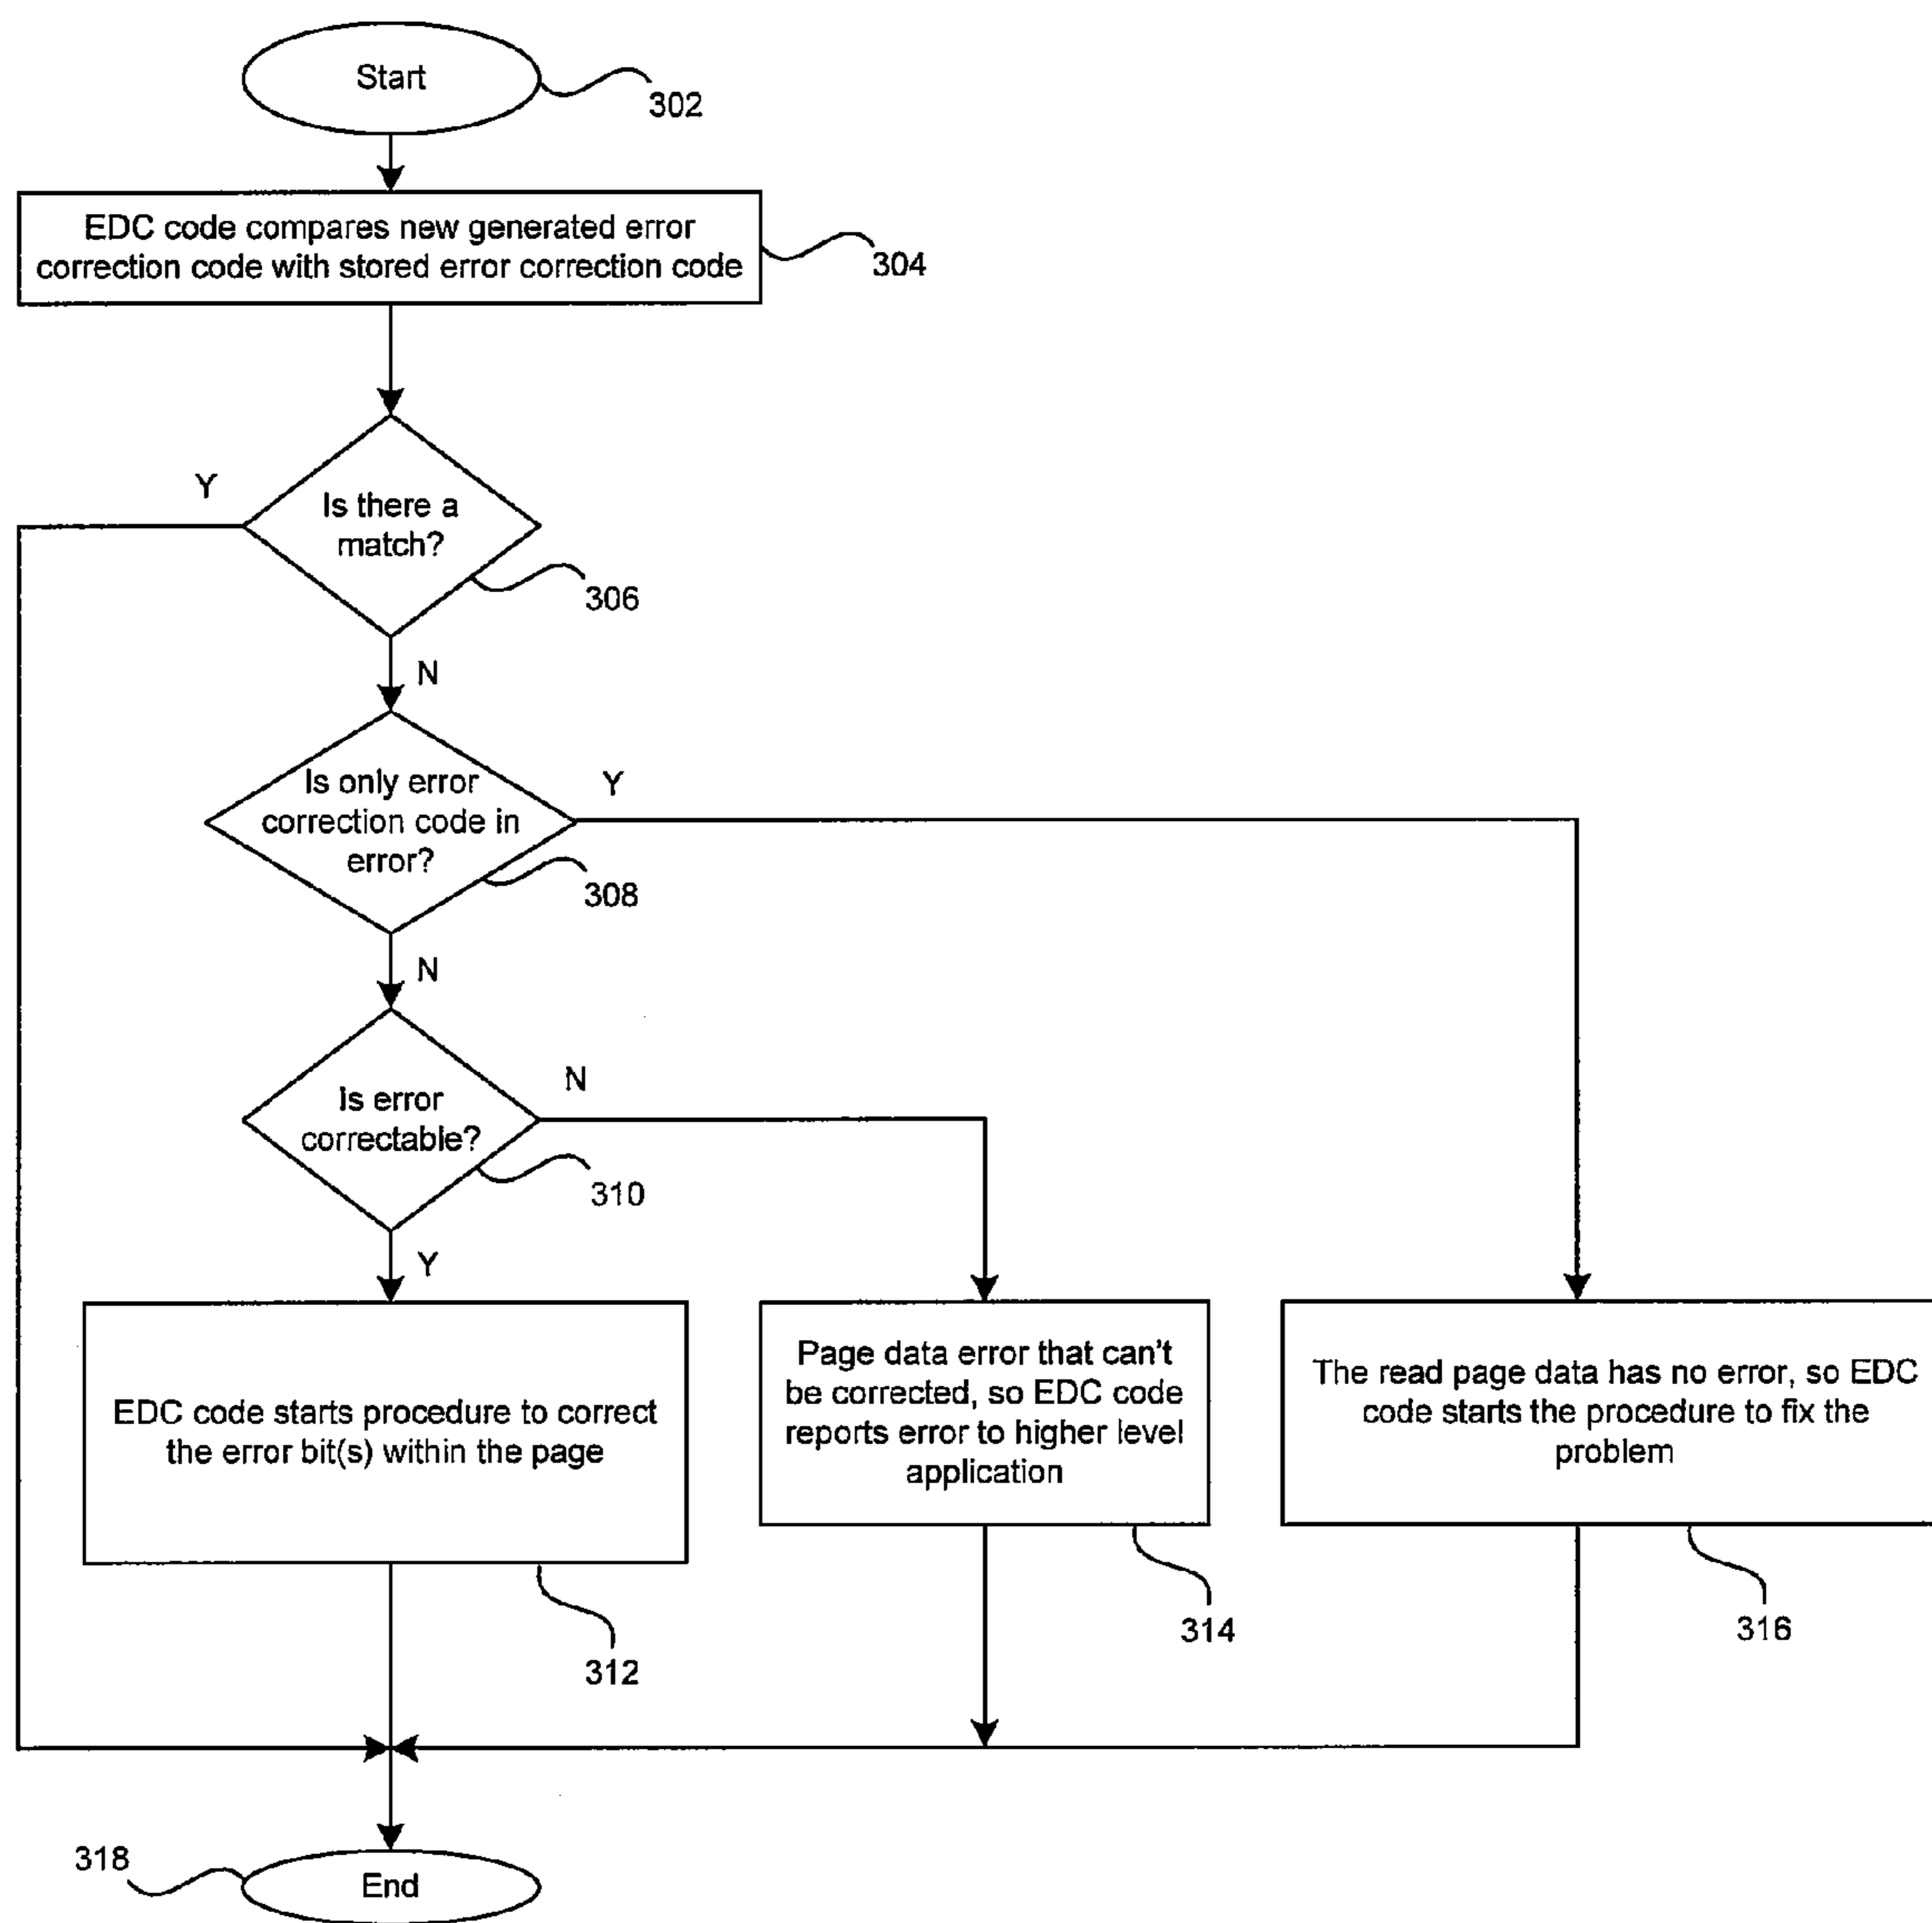 Start
302
EDC code compares new generated error
correction code with stored error correction code
304
Y
Is there a
match?
306
N
Is only error
correction code in
error?
Y
308
N
Is error
correctable?
N
310
Y
EDC code starts procedure to correct
the error bit(s) within the page
312
Page data error that can't
be corrected, so EDC code
reports error to higher level
application
314
The read page data has no error, so EDC
code starts the procedure to fix the
problem
316
318
End